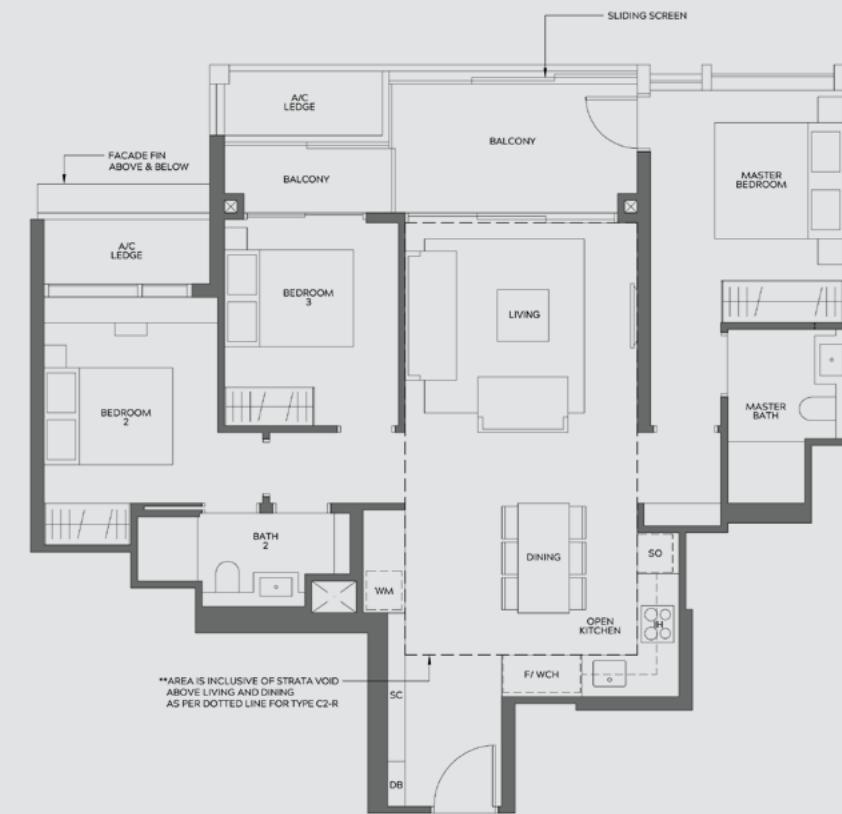 SLIDING SCREEN
A/C
LEDGE
BALCONY
FACADE FIN
ABOVE & BELOW
BALCONY
MASTER
BEDROOM
A/C
LEDGE
BEDROOM
3
LIVING
BEDROOM
2
MASTER
BATH
BATH
2
DINING
SO
WM
IH
OPEN
KITCHEN
F/ WCH
**AREA IS INCLUSIVE OF STRATA VOID
ABOVE LIVING AND DINING
AS PER DOTTED LINE FOR TYPE C2-R
SC
DB